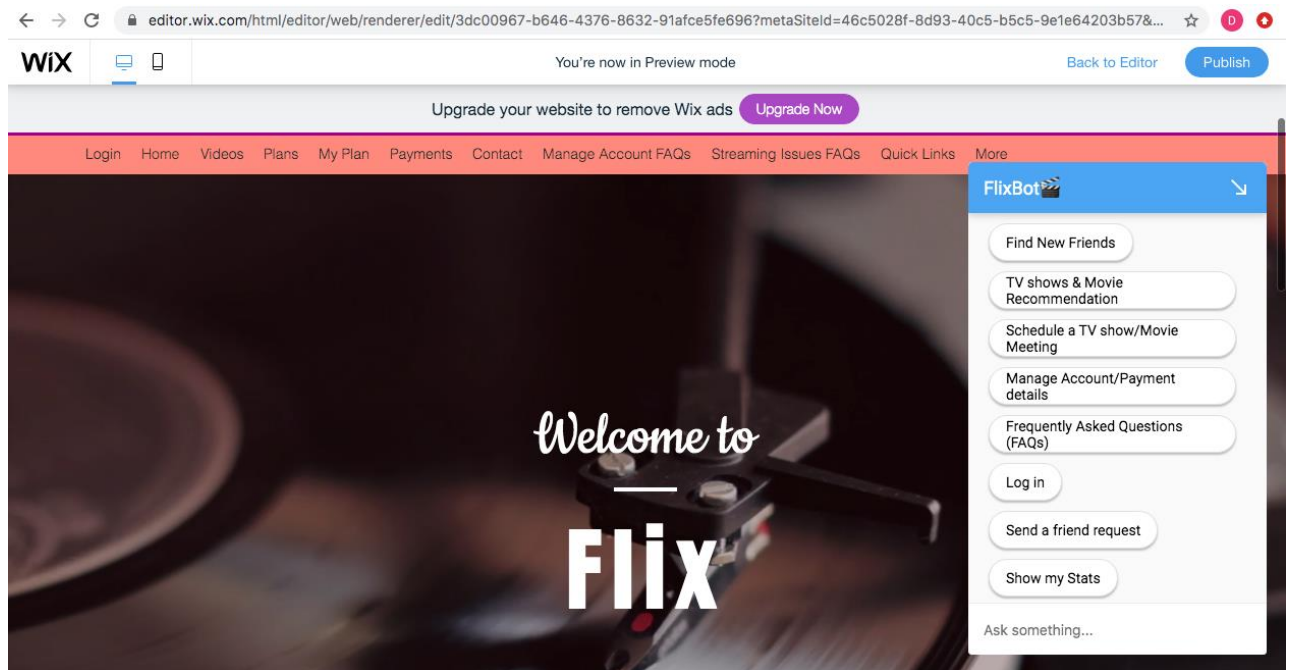 editor.wix.com/html/editor/web/renderer/edit/3dc00967-b646-4376-8632-91afce5fe696?metaSiteId=46c5028f-8d93-40c5-b5c5-9e1e64203b57&... D
WiX You're now in Preview mode Back to Editor Publish
Upgrade your website to remove Wix ads Upgrade Now
Login Home Videos Plans My Plan Payments Contact Manage Account FAQs Streaming Issues FAQs Quick Links More
FlixBot🎬
Find New Friends
TV shows & Movie
Recommendation
Schedule a TV show/Movie
Meeting
Manage Account/Payment
details
Frequently Asked Questions
(FAQs)
Log in
Send a friend request
Show my Stats
Ask something...
Welcome to
Flix